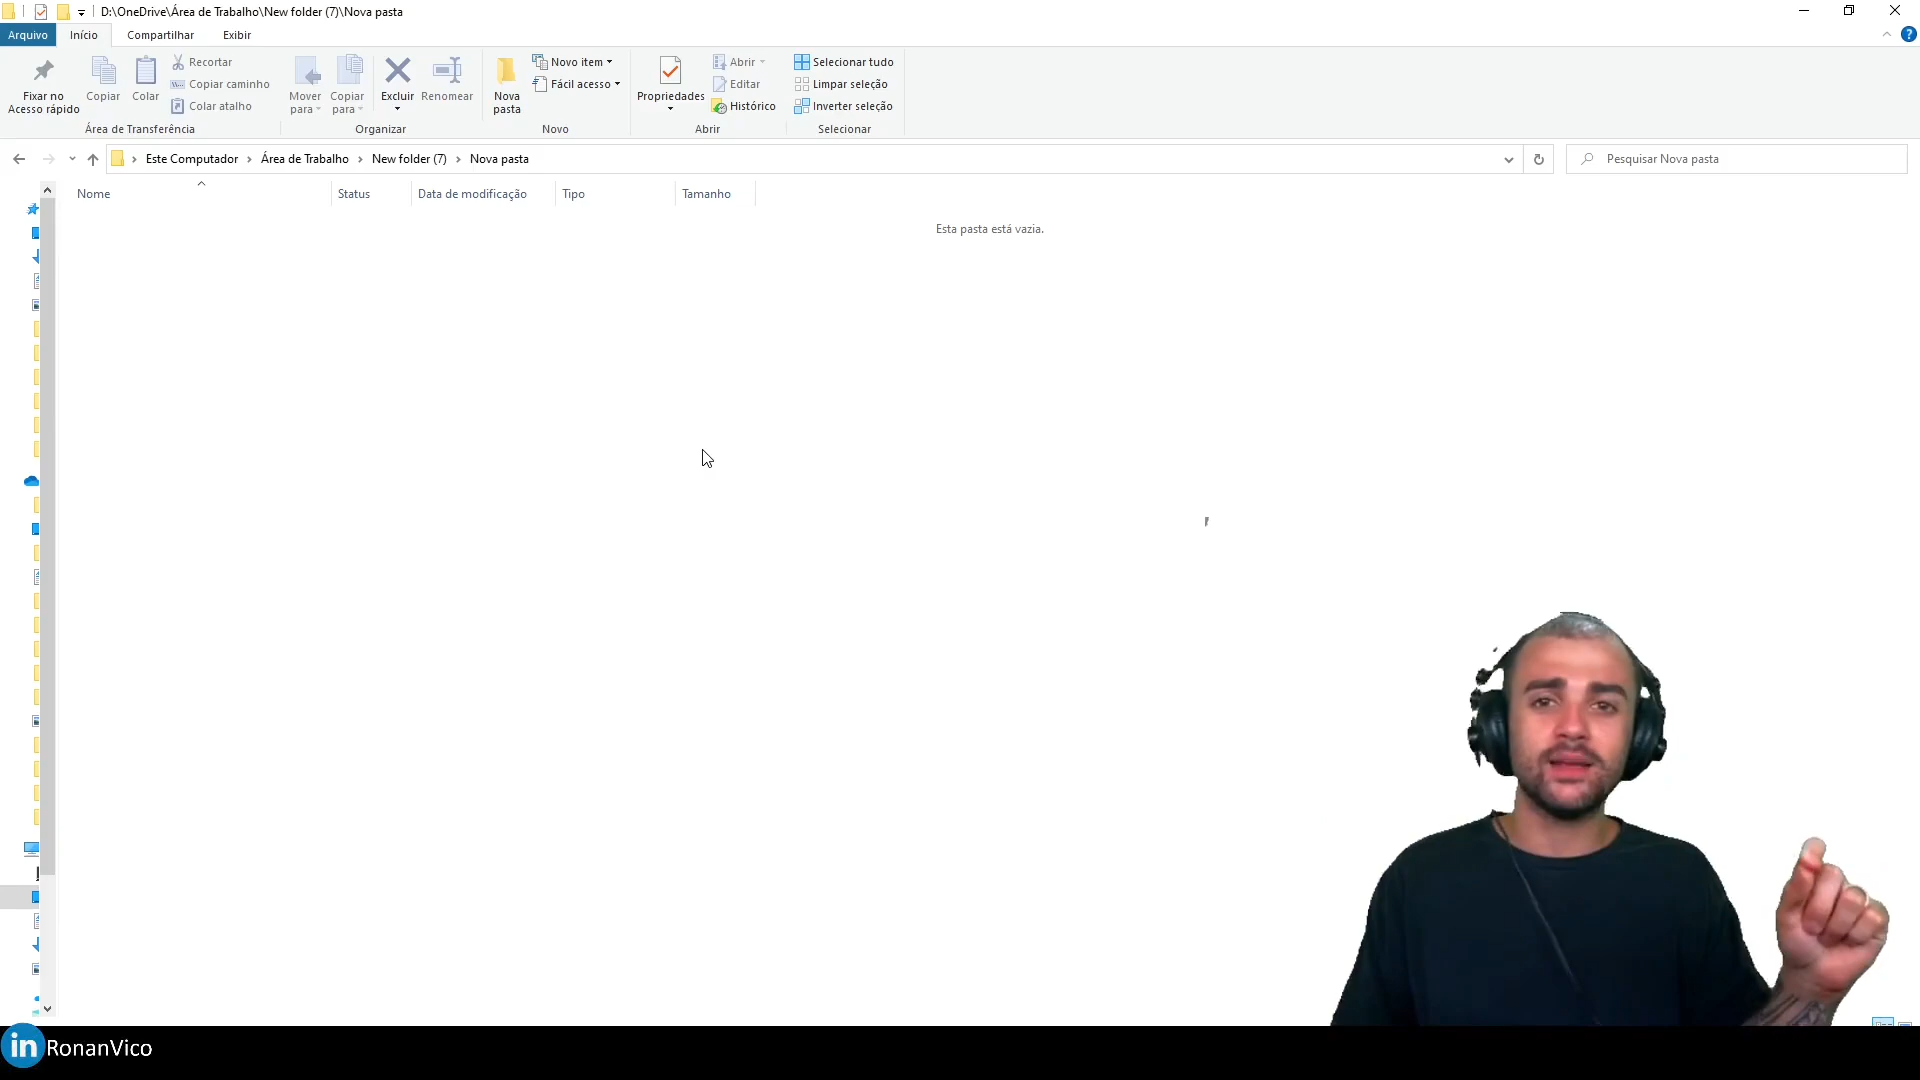 D:\OneDrive\Área de Trabalho\New folder (7)\Nova pasta
Arquivo Início Compartilhar Exibir
Fixar no
Acesso rápido
Copiar
Colar
Recortar
Copiar caminho
Colar atalho
Área de Transferência
Mover
para
Copiar
para
Excluir
Renomear
Organizar
Nova
pasta
Novo item
Fácil acesso
Novo
Propriedades
Abrir
Editar
Histórico
Abrir
Selecionar tudo
Limpar seleção
Inverter seleção
Selecionar
Este Computador Área de Trabalho New folder (7) Nova pasta
Pesquisar Nova pasta
Nome Status Data de modificação Tipo Tamanho
Esta pasta está vazia.
in RonanVico